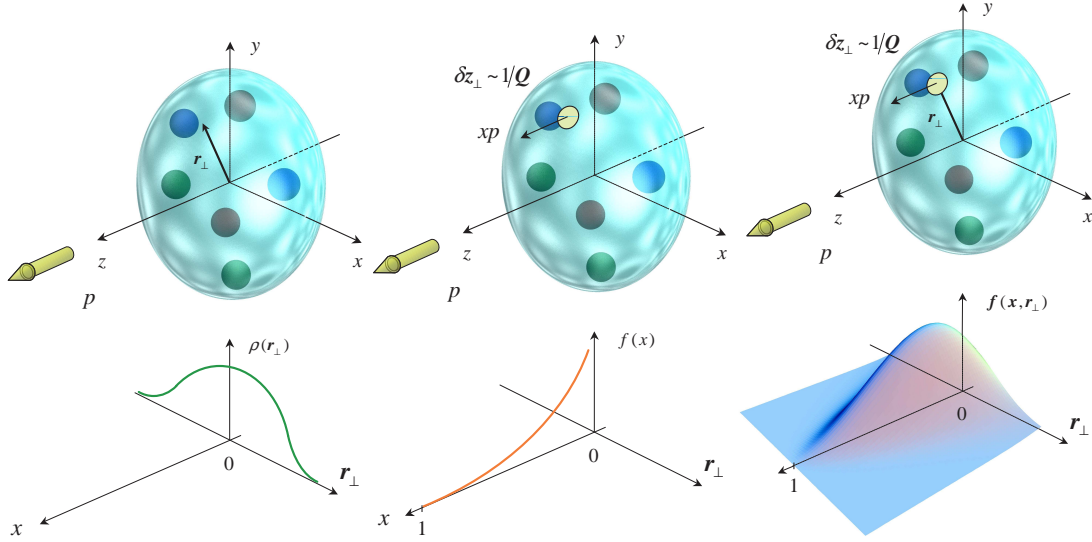 y
r⊥
z
x
p
ρ(r⊥)
0
r⊥
x
y
δz⊥ ~ 1/Q
xp
z
x
p
f(x)
0
r⊥
x
1
y
δz⊥ ~ 1/Q
xp
r⊥
z
x
p
f(x, r⊥)
0
r⊥
1